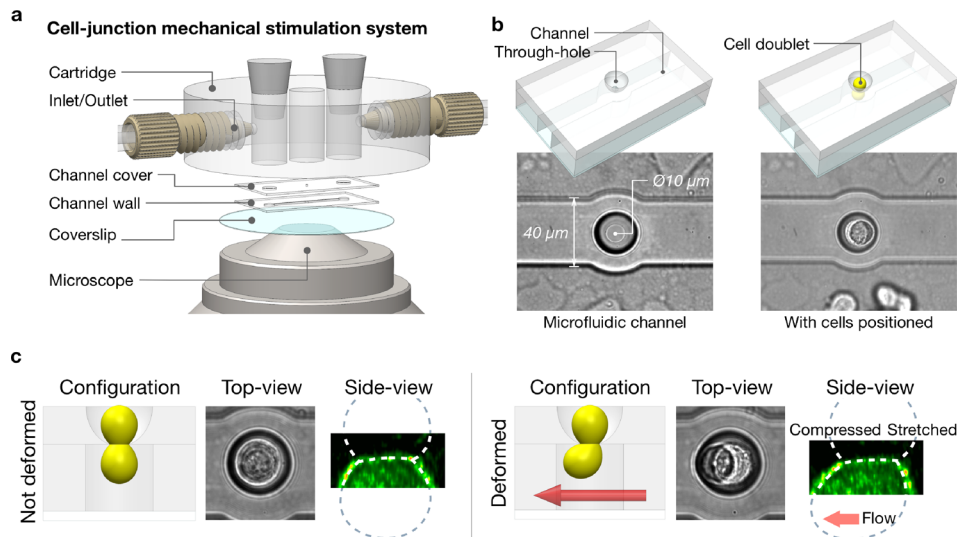 a
Cell-junction mechanical stimulation system
Cartridge
Inlet/Outlet
Channel cover
Channel wall
Coverslip
Microscope
b
Channel
Through-hole
Cell doublet
Ø10 µm
40 µm
Microfluidic channel
With cells positioned
c
Not deformed
Configuration
Top-view
Side-view
Deformed
Configuration
Top-view
Side-view
Compressed Stretched
Flow